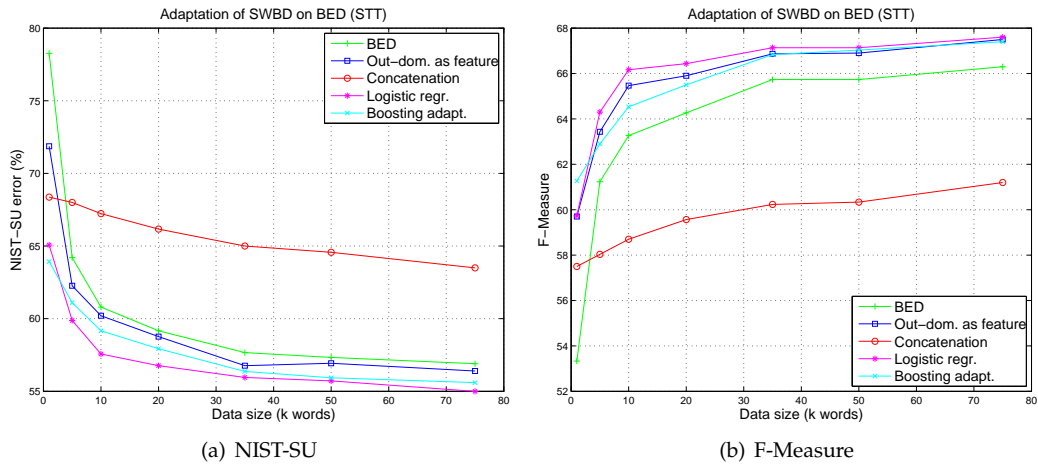 Adaptation of SWBD on BED (STT)
80
75
70
65
60
55
NIST−SU error (%)
BED
Out−dom. as feature
Concatenation
Logistic regr.
Boosting adapt.
0 10 20 30 40 50 60 70 80
Data size (k words)
(a) NIST-SU
Adaptation of SWBD on BED (STT)
68
66
64
62
60
58
56
54
52
F−Measure
BED
Out−dom. as feature
Concatenation
Logistic regr.
Boosting adapt.
0 10 20 30 40 50 60 70 80
Data size (k words)
(b) F-Measure